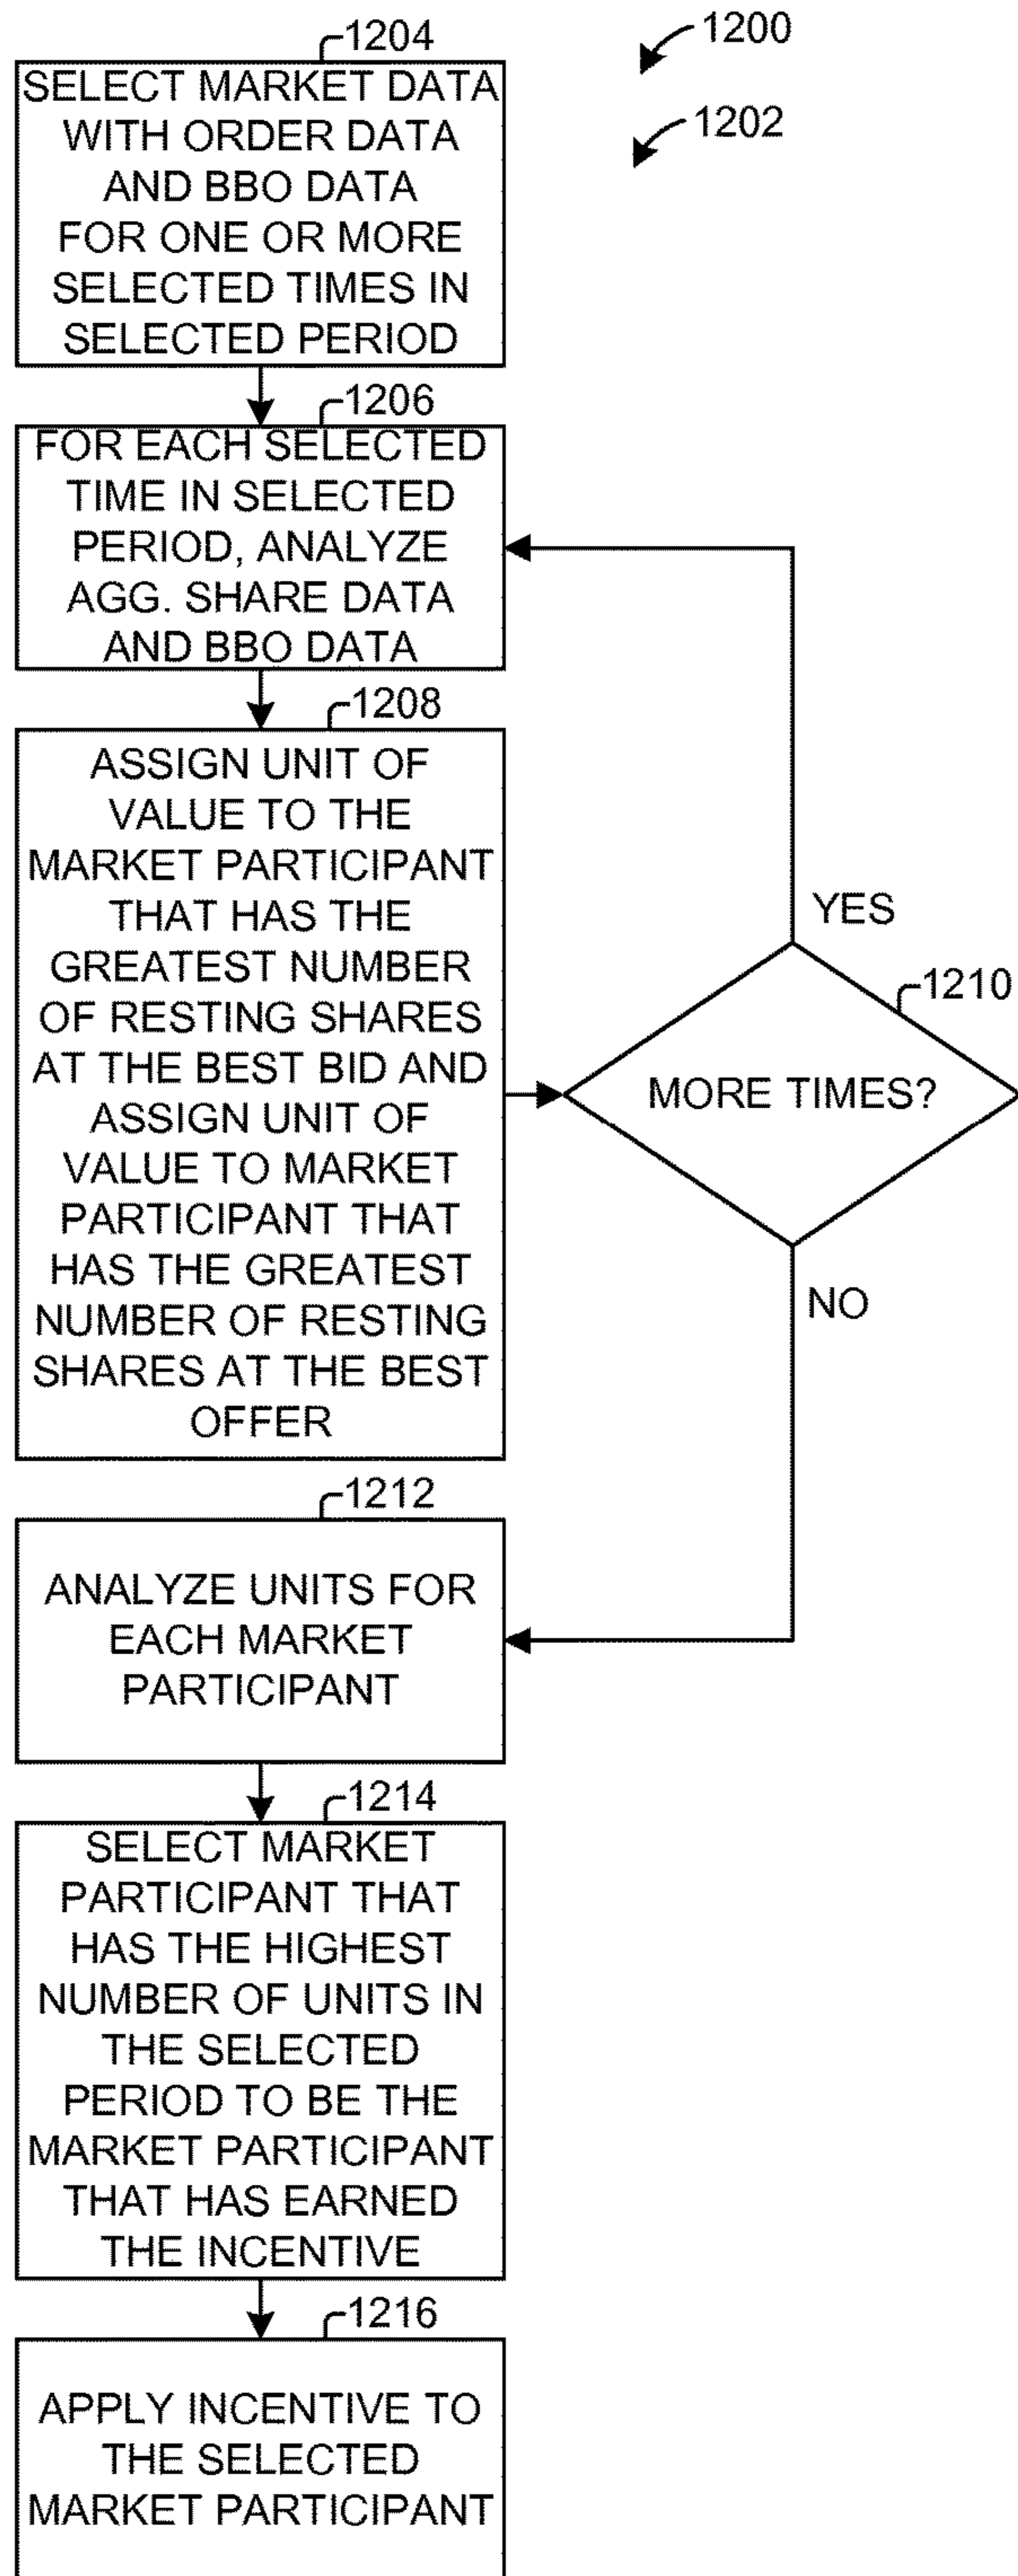 1200
1202
1204
SELECT MARKET DATA
WITH ORDER DATA
AND BBO DATA
FOR ONE OR MORE
SELECTED TIMES IN
SELECTED PERIOD
1206
FOR EACH SELECTED
TIME IN SELECTED
PERIOD, ANALYZE
AGG. SHARE DATA
AND BBO DATA
1208
ASSIGN UNIT OF
VALUE TO THE
MARKET PARTICIPANT
THAT HAS THE
GREATEST NUMBER
OF RESTING SHARES
AT THE BEST BID AND
ASSIGN UNIT OF
VALUE TO MARKET
PARTICIPANT THAT
HAS THE GREATEST
NUMBER OF RESTING
SHARES AT THE BEST
OFFER
YES
1210
MORE TIMES?
NO
1212
ANALYZE UNITS FOR
EACH MARKET
PARTICIPANT
1214
SELECT MARKET
PARTICIPANT THAT
HAS THE HIGHEST
NUMBER OF UNITS IN
THE SELECTED
PERIOD TO BE THE
MARKET PARTICIPANT
THAT HAS EARNED
THE INCENTIVE
1216
APPLY INCENTIVE TO
THE SELECTED
MARKET PARTICIPANT